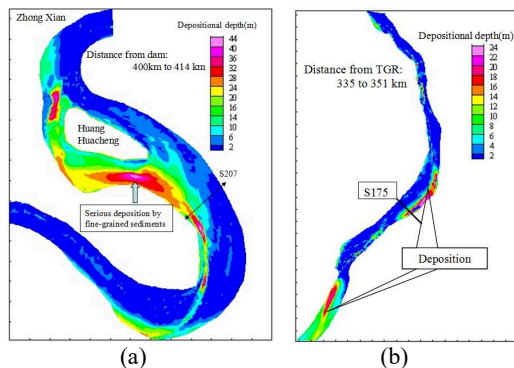 Zhong Xian
Depositional depth(m)
Distance from dam:
400km to 414 km
44
40
36
32
28
24
20
18
14
10
6
2
Huang
Huacheng
S207
Serious deposition by
fine-grained sediments
(a)
Depositional depth(m)
Distance from TGR:
335 to 351 km
24
22
20
18
16
14
12
10
8
6
4
2
S175
Deposition
(b)